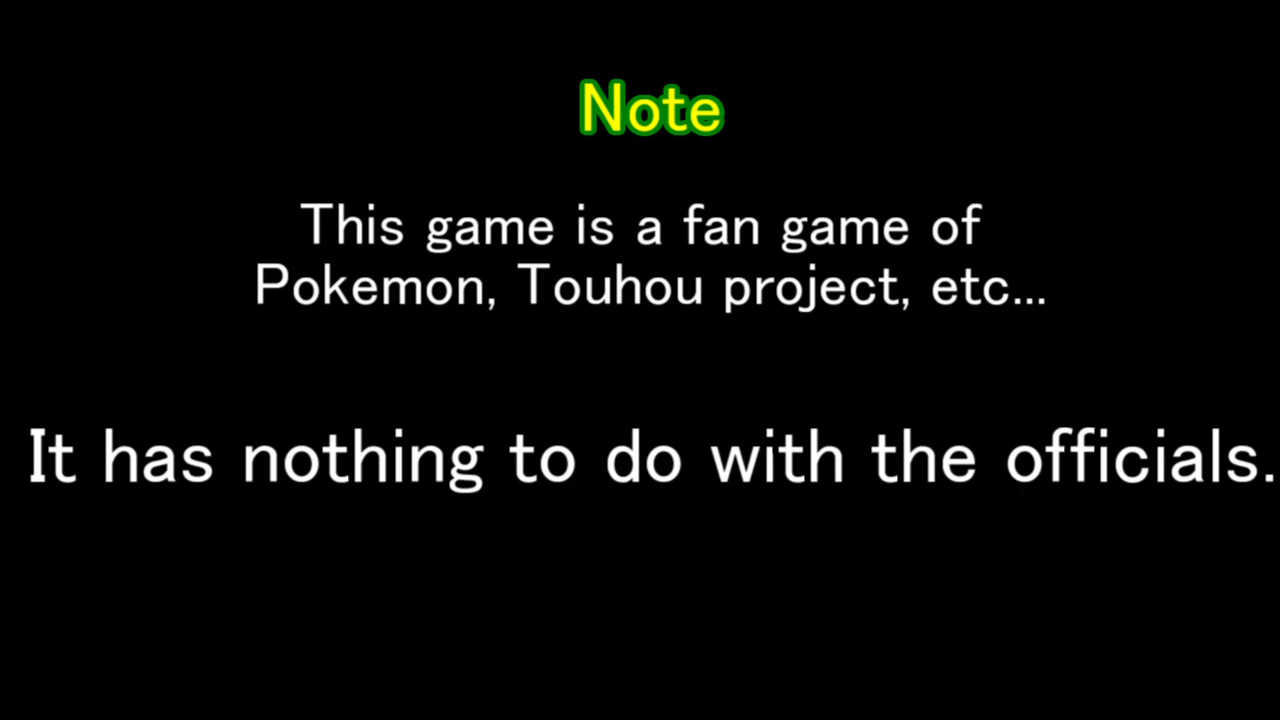 Note
This game is a fan game of
Pokemon, Touhou project, etc...
It has nothing to do with the officials.